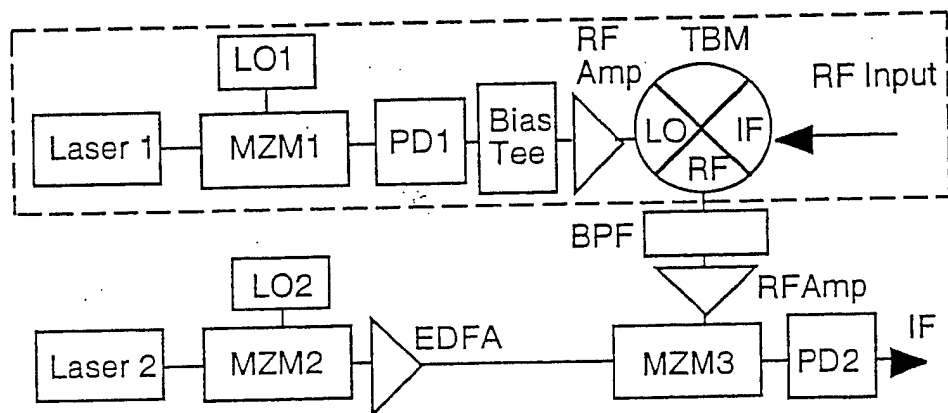 RF
Amp
TBM
LO1
RF Input
Laser 1
MZM1
PD1
Bias
Tee
LO
IF
RF
BPF
LO2
RFAmp
EDFA
IF
Laser 2
MZM2
MZM3
PD2